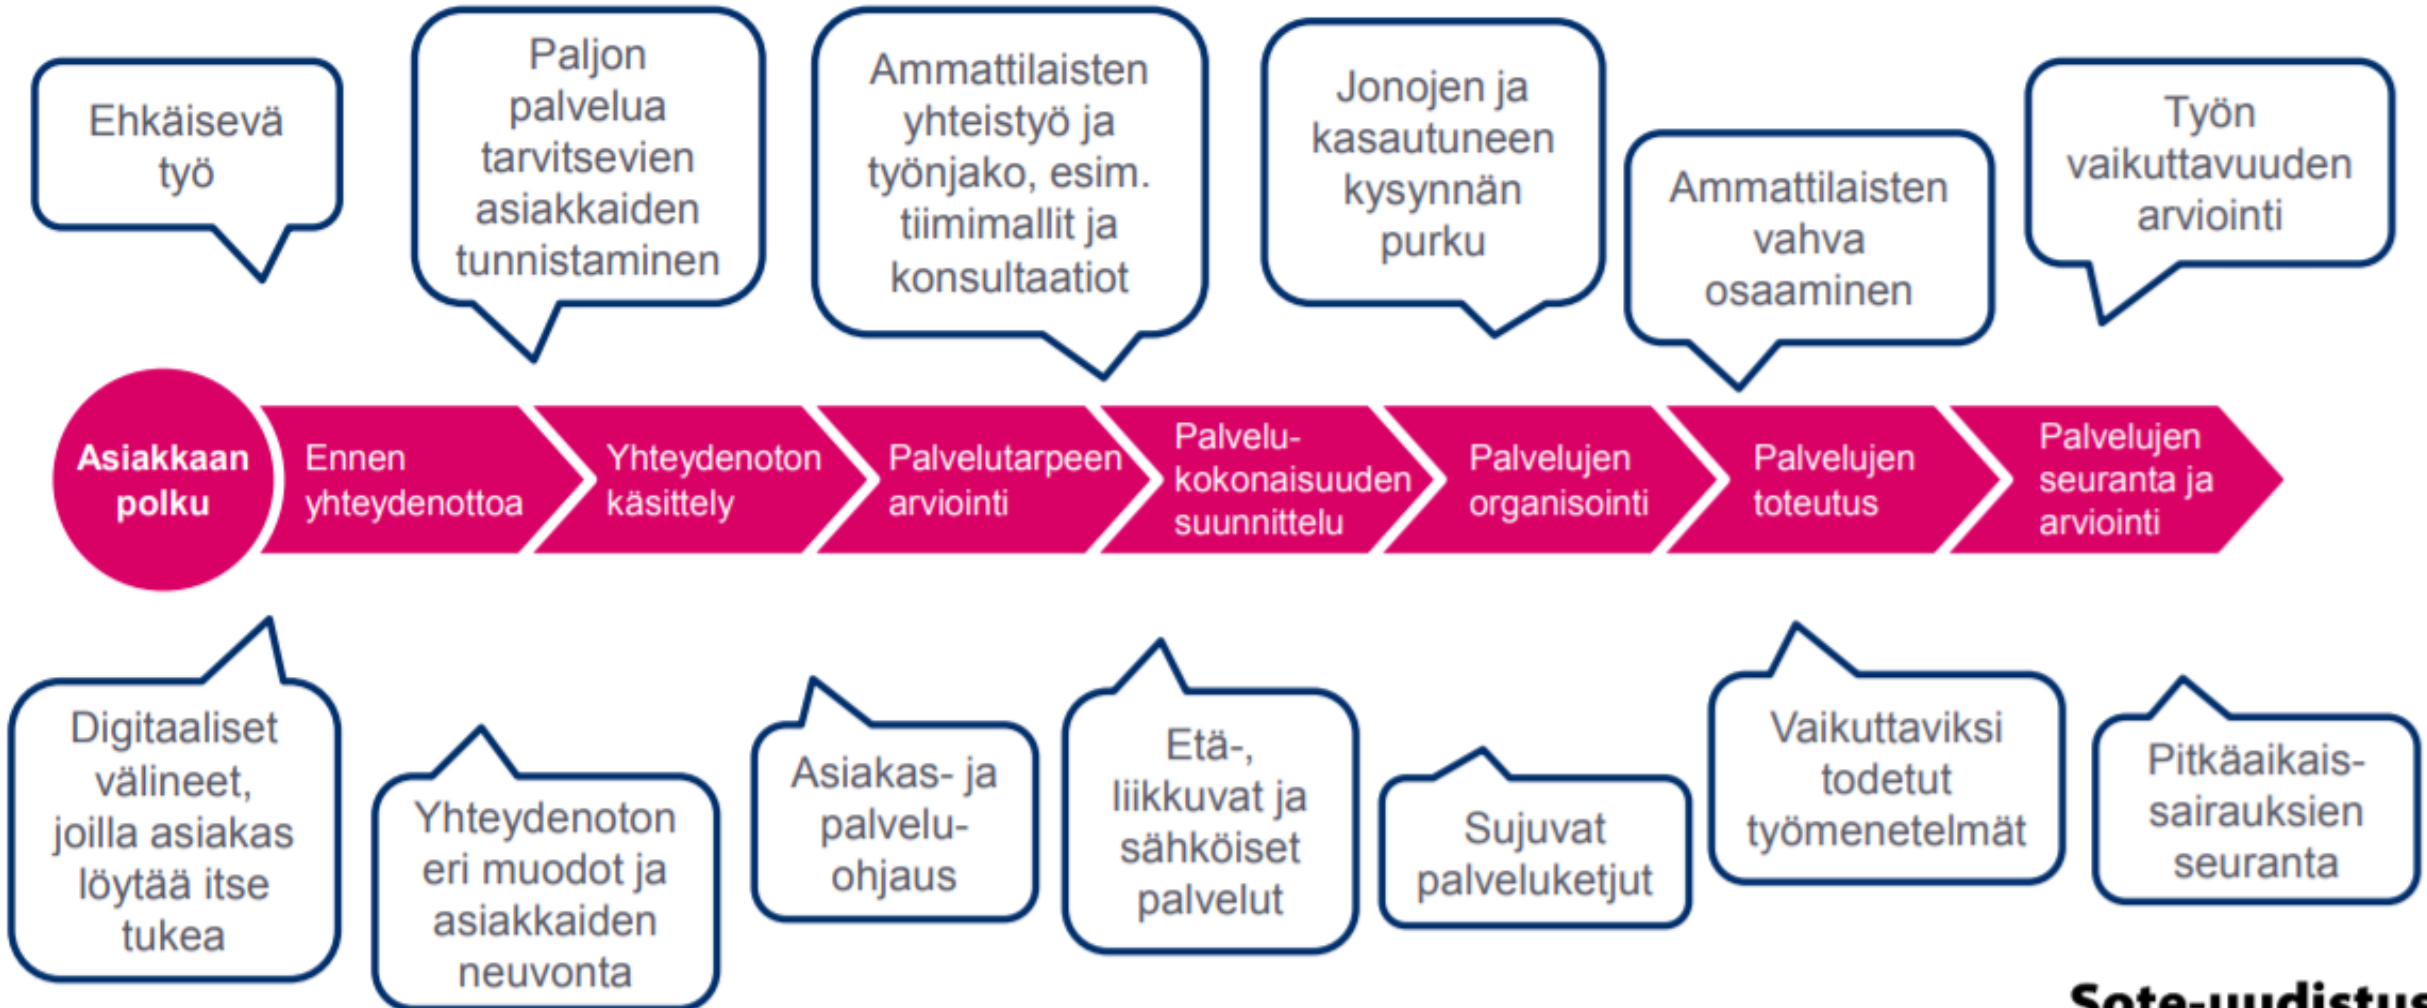 Ehkäisevä
työ
Paljon
palvelua
tarvitsevien
asiakkaiden
tunnistaminen
Ammattilaisten
yhteistyö ja
työnjako, esim.
tiimimallit ja
konsultaatiot
Jonojen ja
kasautuneen
kysynnän
purku
Ammattilaisten
vahva
osaaminen
Työn
vaikuttavuuden
arviointi
Asiakkaan
polku
Ennen
yhteydenottoa
Yhteydenoton
käsittely
Palvelutarpeen
arviointi
Palvelu-
kokonaisuuden
suunnittelu
Palvelujen
organisointi
Palvelujen
toteutus
Palvelujen
seuranta ja
arviointi
Digitaaliset
välineet,
joilla asiakas
löytää itse
tukea
Yhteydenoton
eri muodot ja
asiakkaiden
neuvonta
Asiakas- ja
palvelu-
ohjaus
Etä-,
liikkuvat ja
sähköiset
palvelut
Sujuvat
palveluketjut
Vaikuttaviksi
todetut
työmenetelmät
Pitkäaikais-
sairauksien
seuranta
Sote-uudistus